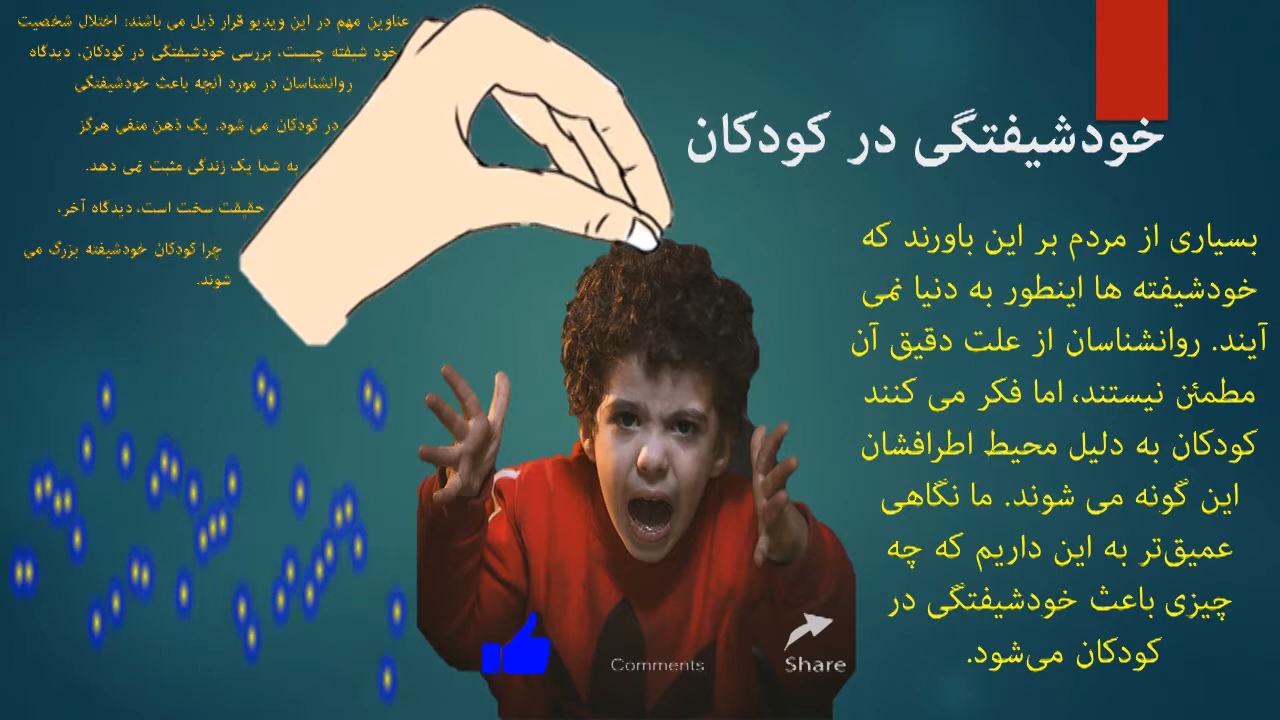 عناوین مهم در این ویدیو قرار ذیل می باشند: اختلال شخصیت
خود شیفته چیست، بررسی خودشیفتگی در کودکان، دیدگاه
روانشناسان در مورد آنچه باعث خودشیفتگی
در کودکان می شود. یک ذهن منفی هرگز
به شما یک زندگی مثبت نمی دهد.
حقیقت سخت است، دیدگاه آخر،
چرا کودکان خودشیفته بزرگ می
شوند.
خودشیفتگی در کودکان
بسیاری از مردم بر این باورند که
خودشیفته ها اینطور به دنیا نمی
آیند. روانشناسان از علت دقیق آن
مطمئن نیستند، اما فکر می کنند
کودکان به دلیل محیط اطرافشان
این گونه می شوند. ما نگاهی
عمیق‌تر به این داریم که چه
چیزی باعث خودشیفتگی در
کودکان می‌شود.
Comments
Share